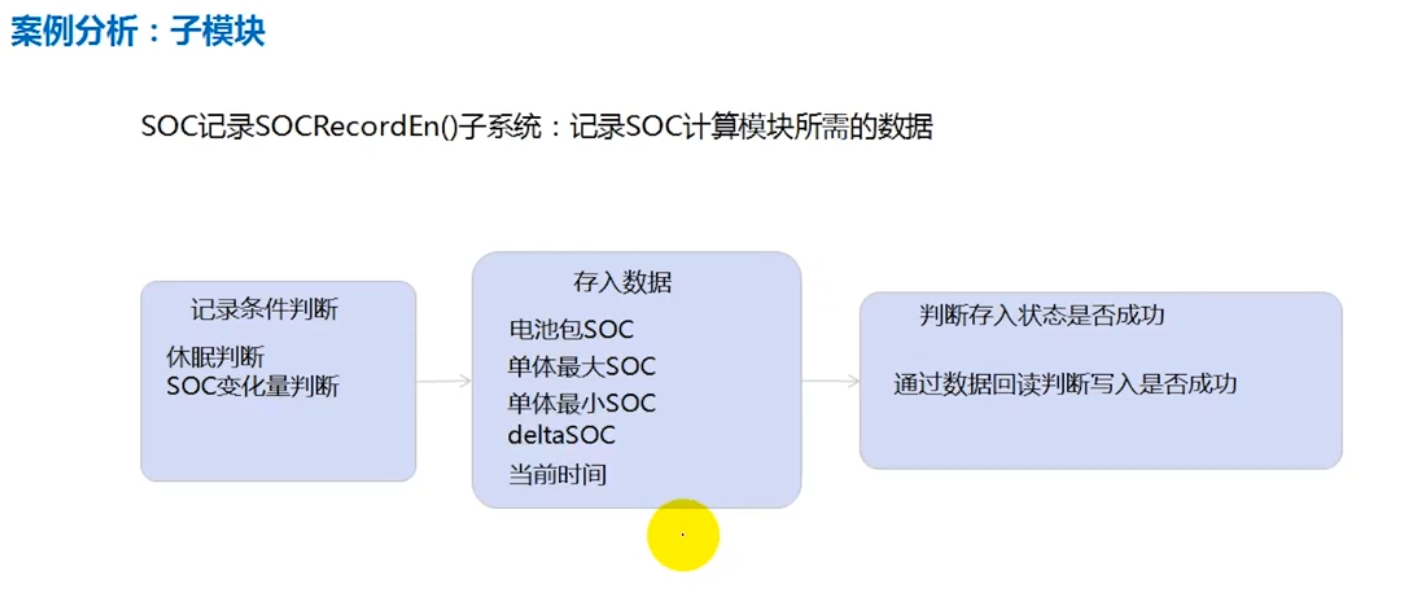 案例分析：子模块
SOC记录SOCRecordEn()子系统：记录SOC计算模块所需的数据
记录条件判断
休眠判断
SOC变化量判断
存入数据
电池包SOC
单体最大SOC
单体最小SOC
deltaSOC
当前时间
判断存入状态是否成功
通过数据回读判断写入是否成功